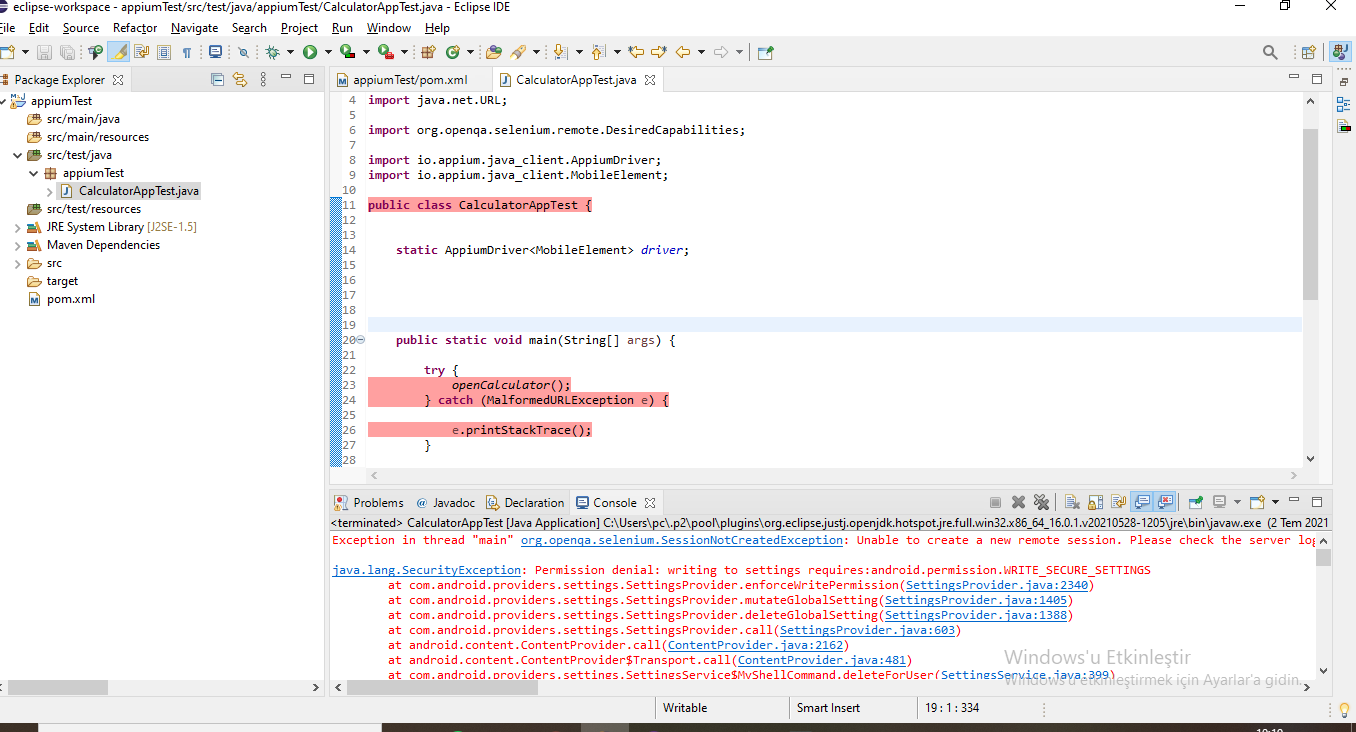 eclipse-workspace - appiumTest/src/test/java/appiumTest/CalculatorAppTest.java - Eclipse IDE
File Edit Source Refactor Navigate Search Project Run Window Help
Package Explorer
appiumTest
src/main/java
src/main/resources
src/test/java
appiumTest
CalculatorAppTest.java
src/test/resources
JRE System Library [J2SE-1.5]
Maven Dependencies
src
target
pom.xml
appiumTest/pom.xml CalculatorAppTest.java
4 import java.net.URL;
5
6 import org.openqa.selenium.remote.DesiredCapabilities;
7
8 import io.appium.java_client.AppiumDriver;
9 import io.appium.java_client.MobileElement;
10
11 public class CalculatorAppTest {
12
13
14 static AppiumDriver<MobileElement> driver;
15
16
17
18
19
20 public static void main(String[] args) {
21
22 try {
23 openCalculator();
24 } catch (MalformedURLException e) {
25
26 e.printStackTrace();
27 }
28
Problems @ Javadoc Declaration Console
<terminated> CalculatorAppTest [Java Application] C:\Users\pc\.p2\pool\plugins\org.eclipse.justj.openjdk.hotspot.jre.full.win32.x86_64_16.0.1.v20210528-1205\jre\bin\javaw.exe (2 Tem 2021
Exception in thread "main" org.openqa.selenium.SessionNotCreatedException: Unable to create a new remote session. Please check the server log
java.lang.SecurityException: Permission denial: writing to settings requires:android.permission.WRITE_SECURE_SETTINGS
at com.android.providers.settings.SettingsProvider.enforceWritePermission(SettingsProvider.java:2340)
at com.android.providers.settings.SettingsProvider.mutateGlobalSetting(SettingsProvider.java:1405)
at com.android.providers.settings.SettingsProvider.deleteGlobalSetting(SettingsProvider.java:1388)
at com.android.providers.settings.SettingsProvider.call(SettingsProvider.java:603)
at android.content.ContentProvider.call(ContentProvider.java:2162)
at android.content.ContentProvider$Transport.call(ContentProvider.java:481)
at com.android.providers.settings.SettingsService$MyShellCommand.deleteForUser(SettingsService.java:399)
Windows'u Etkinleştir
Windows'u etkinleştirmek için Ayarlar'a gidin.
Writable Smart Insert 19 : 1 : 334